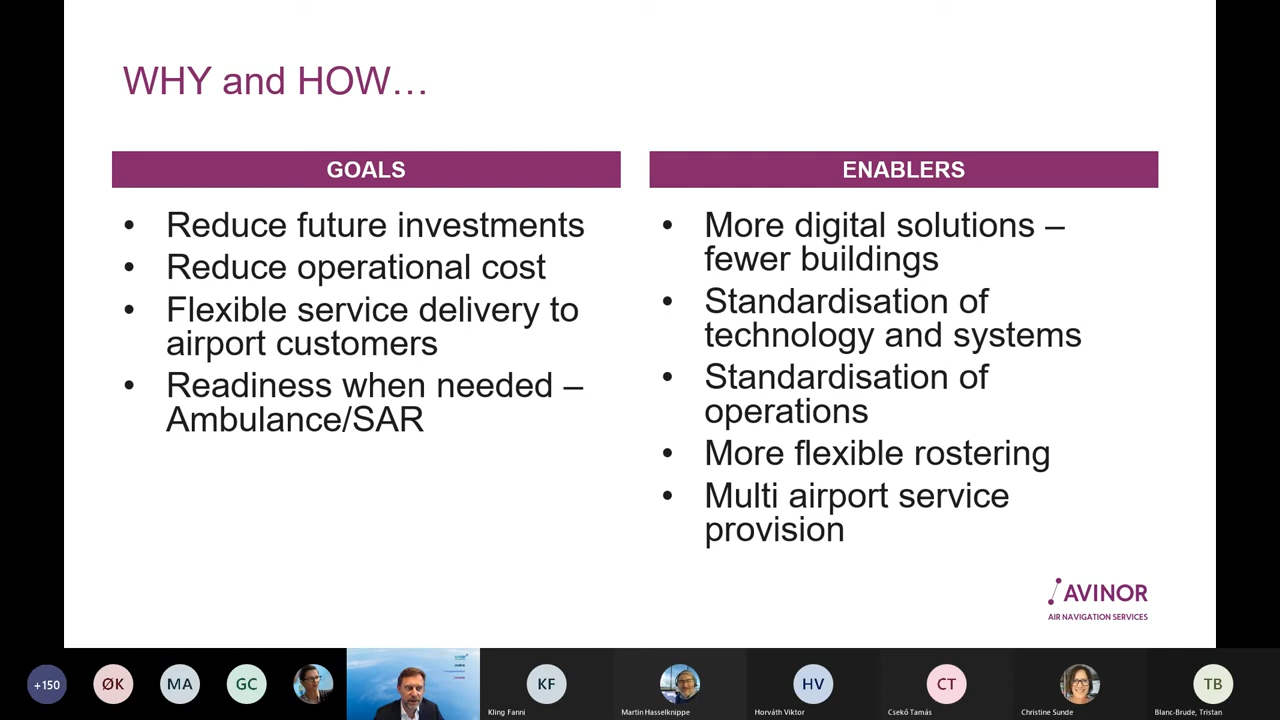 WHY and HOW…
GOALS
• Reduce future investments
• Reduce operational cost
• Flexible service delivery to
airport customers
• Readiness when needed –
Ambulance/SAR
ENABLERS
• More digital solutions –
fewer buildings
• Standardisation of
technology and systems
• Standardisation of
operations
• More flexible rostering
• Multi airport service
provision
AVINOR
AIR NAVIGATION SERVICES
+150
ØK
MA
GC
KF
Kling Fanni
Martin Hasselknippe
HV
Horváth Viktor
CT
Csekő Tamás
Christine Sunde
TB
Blanc-Brude, Tristan